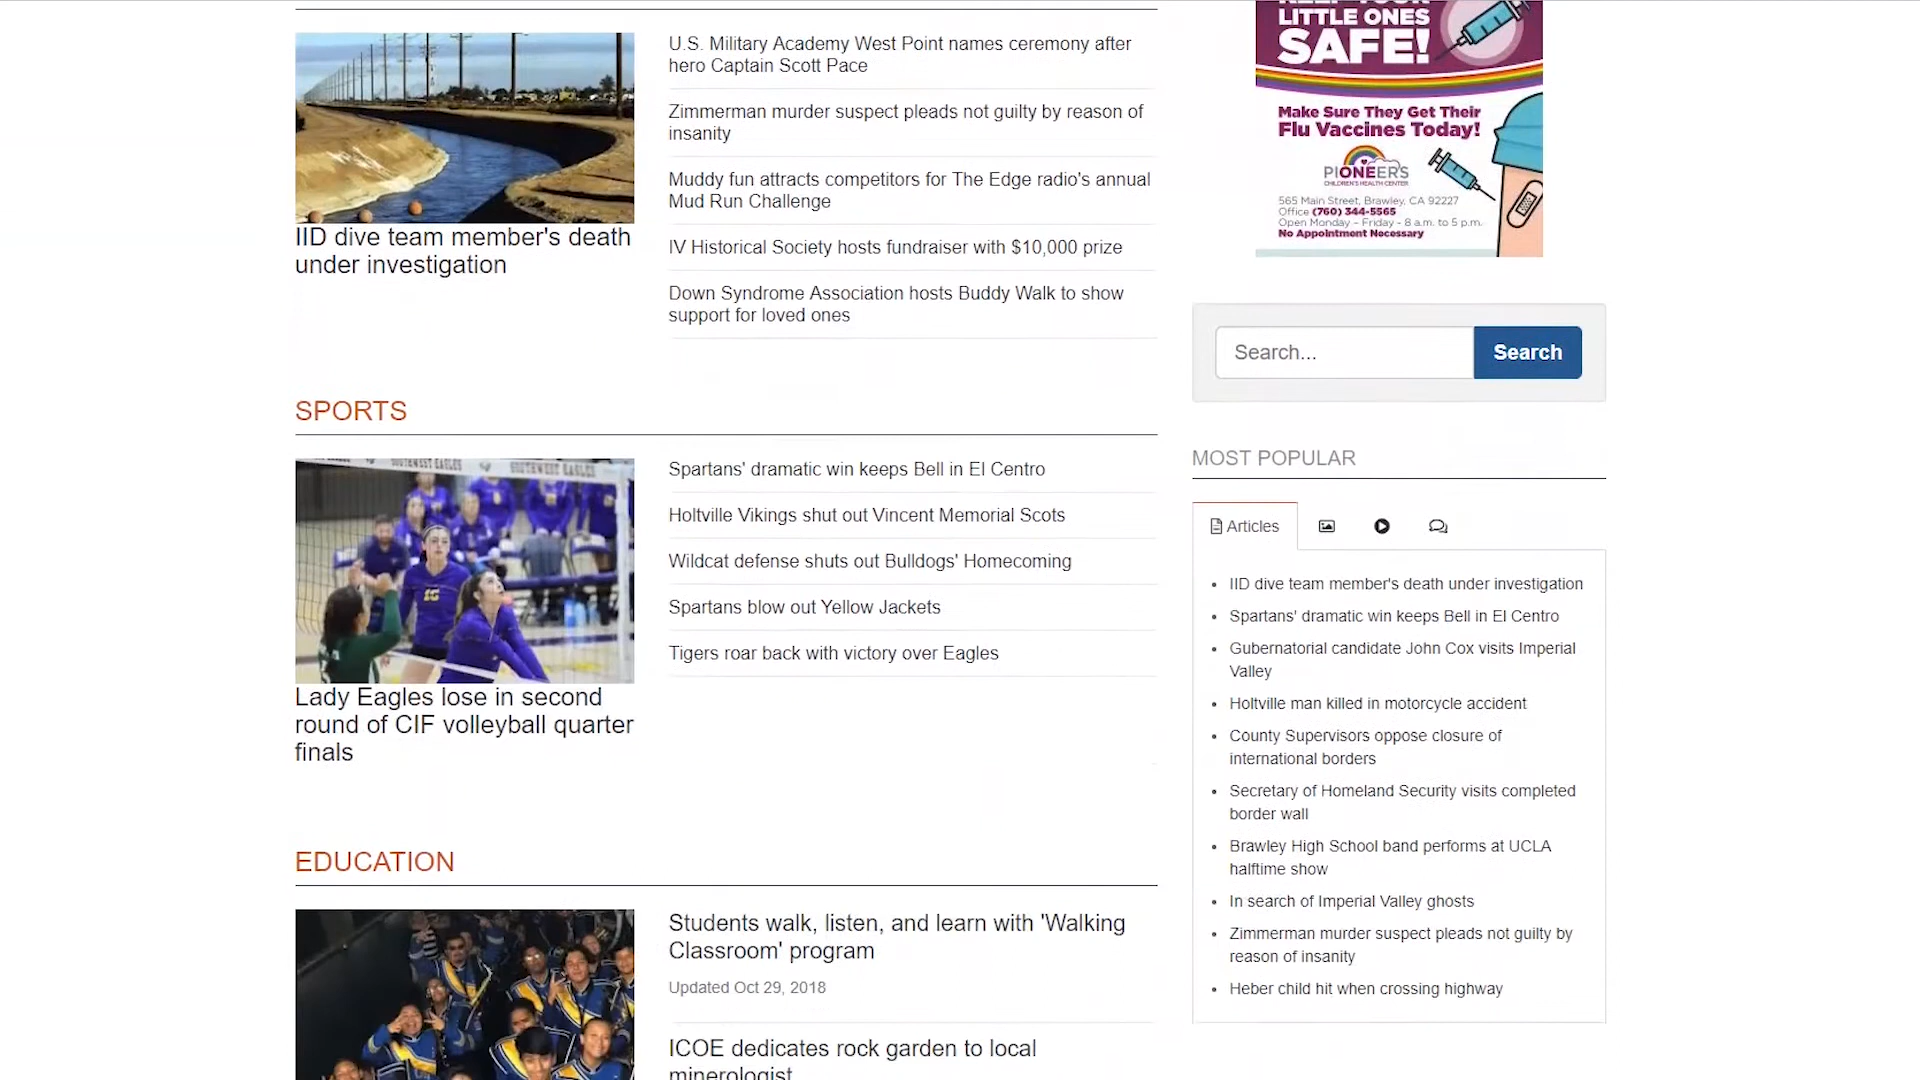 U.S. Military Academy West Point names ceremony after
hero Captain Scott Pace
Zimmerman murder suspect pleads not guilty by reason of
insanity
Muddy fun attracts competitors for The Edge radio's annual
Mud Run Challenge
IV Historical Society hosts fundraiser with $10,000 prize
Down Syndrome Association hosts Buddy Walk to show
support for loved ones
IID dive team member's death
under investigation
SPORTS
SOUTHWEST EAGLES
SOUTHWEST EAGLES
15
Spartans' dramatic win keeps Bell in El Centro
Holtville Vikings shut out Vincent Memorial Scots
Wildcat defense shuts out Bulldogs' Homecoming
Spartans blow out Yellow Jackets
Tigers roar back with victory over Eagles
Lady Eagles lose in second
round of CIF volleyball quarter
finals
EDUCATION
Students walk, listen, and learn with 'Walking
Classroom' program
Updated Oct 29, 2018
ICOE dedicates rock garden to local
minerologist
KEEP YOUR
LITTLE ONES
SAFE!
Make Sure They Get Their
Flu Vaccines Today!
PIONEERS
CHILDREN'S HEALTH CENTER
565 Main Street, Brawley, CA 92227
Office (760) 344-5565
Open Monday - Friday - 8 a.m. to 5 p.m.
No Appointment Necessary
Search...
Search
MOST POPULAR
Articles
• IID dive team member's death under investigation
• Spartans' dramatic win keeps Bell in El Centro
• Gubernatorial candidate John Cox visits Imperial
Valley
• Holtville man killed in motorcycle accident
• County Supervisors oppose closure of
international borders
• Secretary of Homeland Security visits completed
border wall
• Brawley High School band performs at UCLA
halftime show
• In search of Imperial Valley ghosts
• Zimmerman murder suspect pleads not guilty by
reason of insanity
• Heber child hit when crossing highway